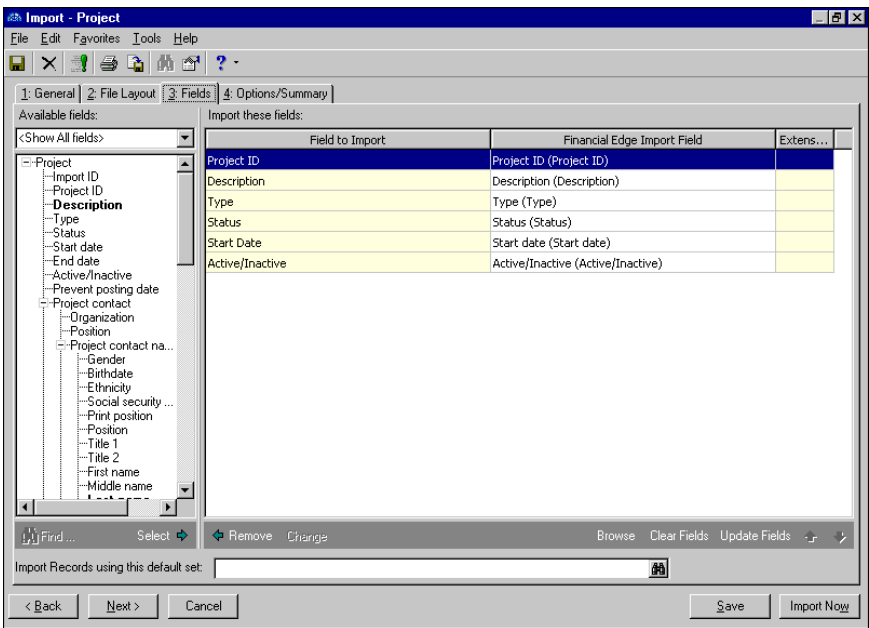 Import - Project
File Edit Favorites Tools Help
1: General 2: File Layout 3: Fields 4: Options/Summary
Available fields: Import these fields:
<Show All fields>
Field to Import Financial Edge Import Field Extens...
Project ID Project ID (Project ID)
Description Description (Description)
Type Type (Type)
Status Status (Status)
Start Date Start date (Start date)
Active/Inactive Active/Inactive (Active/Inactive)
Project
Import ID
Project ID
Description
Type
Status
Start date
End date
Active/Inactive
Prevent posting date
Project contact
Organization
Position
Project contact na...
Gender
Birthdate
Ethnicity
Social security ...
Print position
Position
Title 1
Title 2
First name
Middle name
Find ... Select Remove Change Browse Clear Fields Update Fields
Import Records using this default set:
< Back Next > Cancel Save Import Now